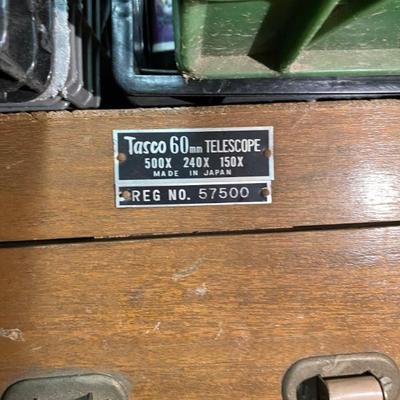 Tasco 60mm TELESCOPE
500X 240X 150X
MADE IN JAPAN
REG NO. 57500